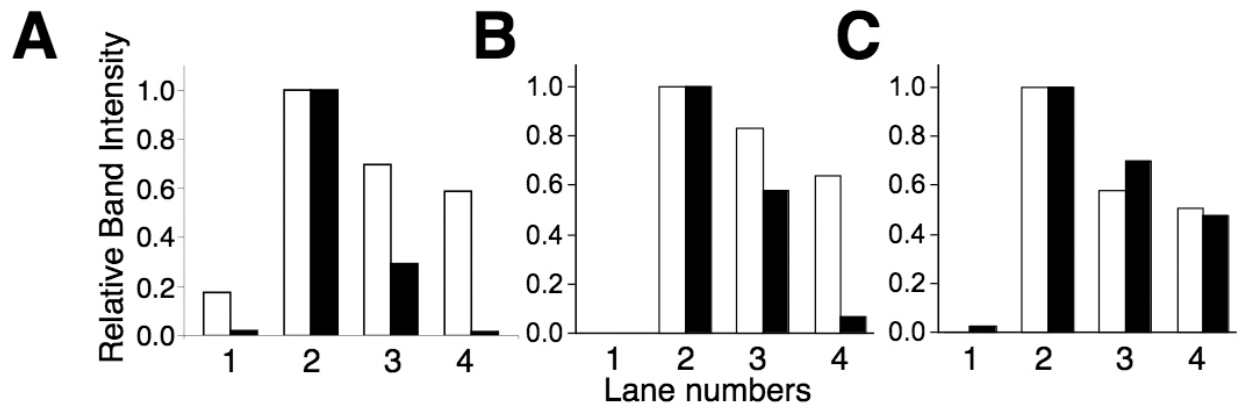 A B C
Relative Band Intensity
1.0 1.0 1.0
0.8 0.8 0.8
0.6 0.6 0.6
0.4 0.4 0.4
0.2 0.2 0.2
0.0 0.0 0.0
1 2 3 4 1 2 3 4 1 2 3 4
Lane numbers